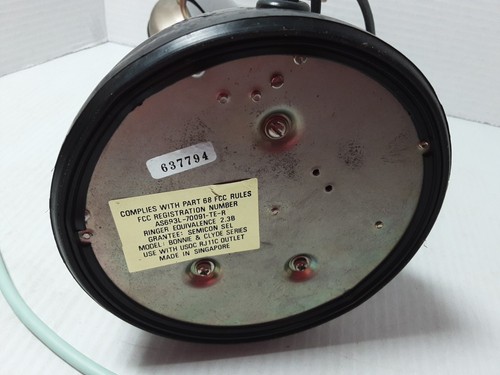 637794
COMPLIES WITH PART 68 FCC RULES
FCC REGISTRATION NUMBER
AS693L-70091-TE-R
RINGER EQUIVALENCE 2.3B
GRANTEE: SEMICON SEL
MODEL: BONNIE & CLYDE SERIES
USE WITH USOC RJ11C OUTLET
MADE IN SINGAPORE